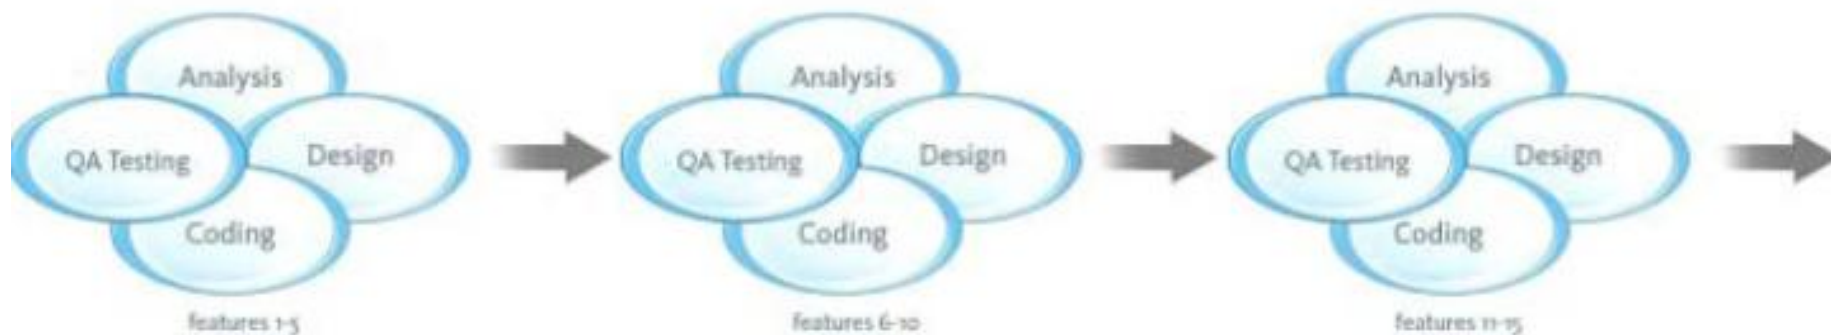 Analysis
QA Testing
Design
Coding
features 1-5
Analysis
QA Testing
Design
Coding
features 6-10
Analysis
QA Testing
Design
Coding
features 11-15